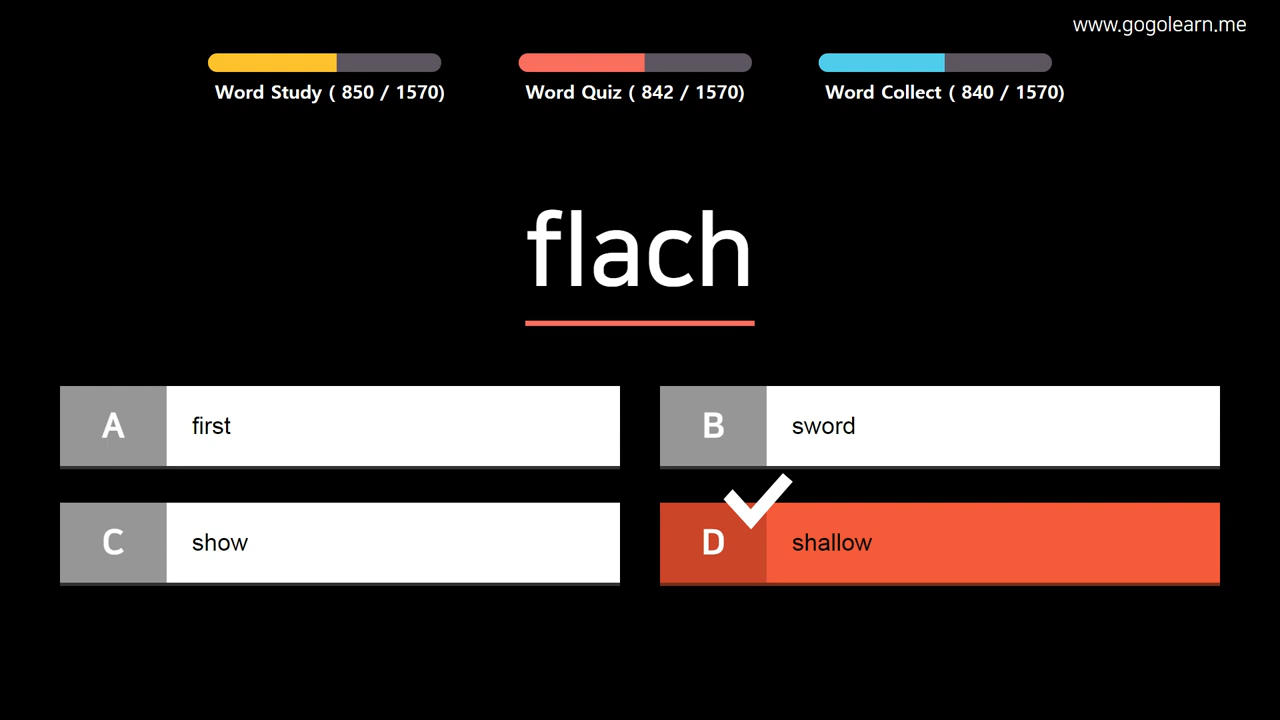 www.gogolearn.me
Word Study ( 850 / 1570)
Word Quiz ( 842 / 1570)
Word Collect ( 840 / 1570)
flach
A first
B sword
C show
D shallow